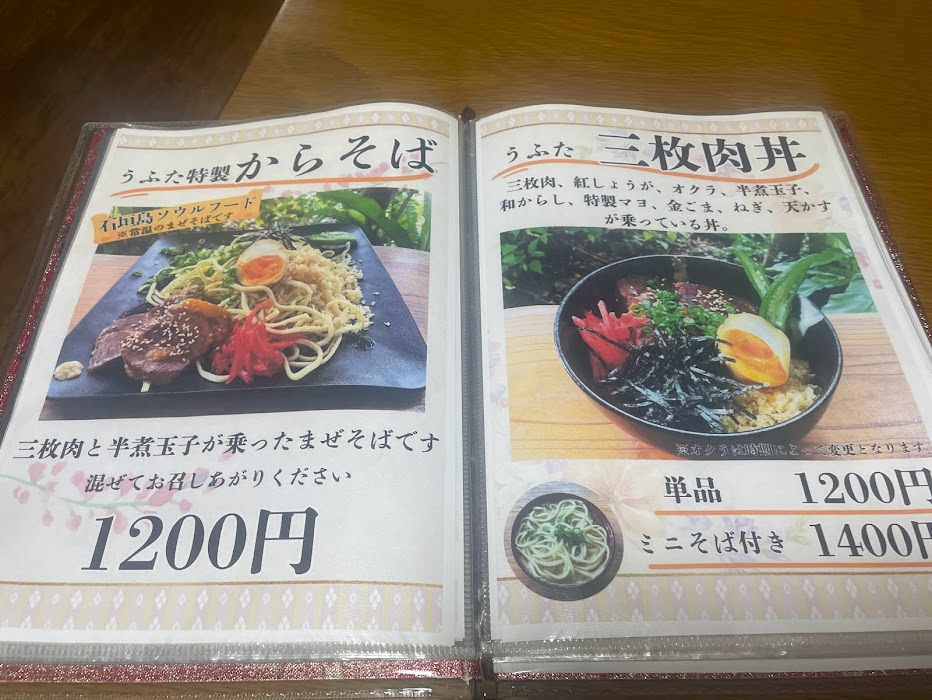 うふた特製からそば
石垣島ソウルフード
※常温のまぜそばです
三枚肉と半煮玉子が乗ったまぜそばです
混ぜてお召しあがりください
1200円
うふた 三枚肉丼
三枚肉、紅しょうが、オクラ、半煮玉子、
和からし、特製マヨ、金ごま、ねぎ、天かす
が乗っている丼。
※オクラは時期によって変更となります
単品 1200円
ミニそば付き 1400円